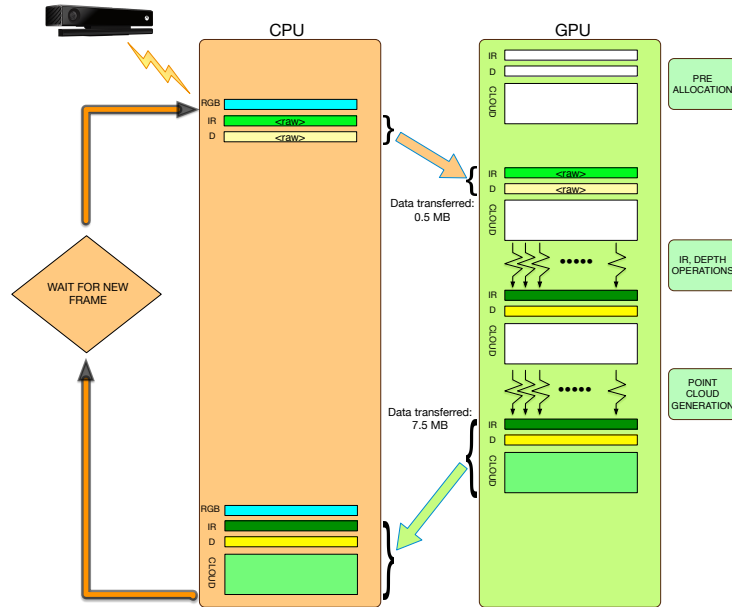 CPU
GPU
RGB
IR <raw>
D <raw>
IR
D
CLOUD
PRE
ALLOCATION
Data transferred:
0.5 MB
IR <raw>
D <raw>
CLOUD
IR, DEPTH
OPERATIONS
WAIT FOR NEW
FRAME
IR
D
CLOUD
POINT
CLOUD
GENERATION
Data transferred:
7.5 MB
IR
D
CLOUD
RGB
IR
D
CLOUD